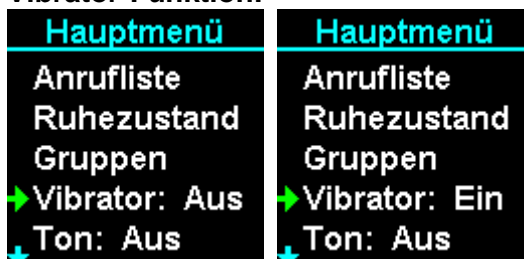 Hauptmenü
Anrufliste
Ruhezustand
Gruppen
Vibrator: Aus
Ton: Aus
Hauptmenü
Anrufliste
Ruhezustand
Gruppen
Vibrator: Ein
Ton: Aus